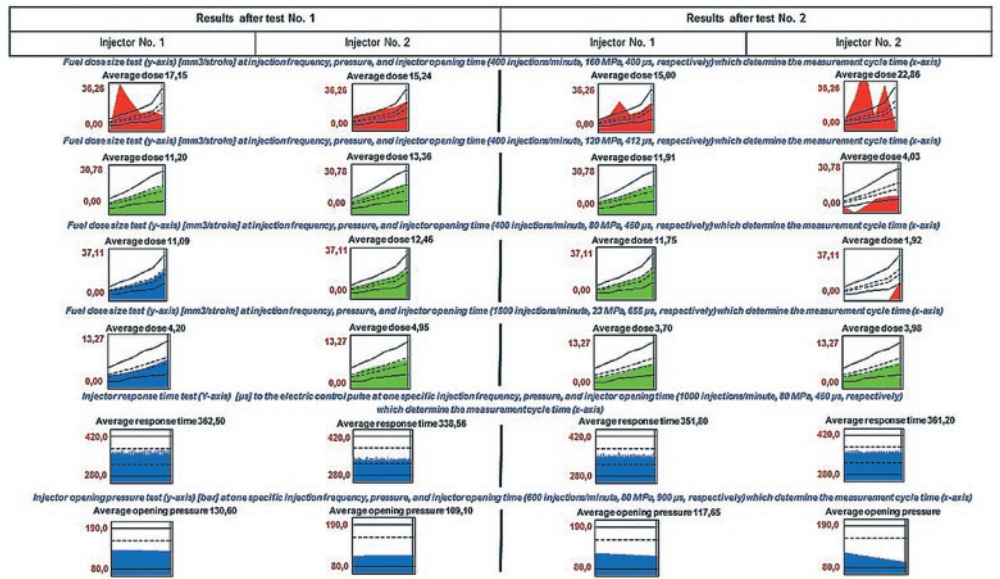 Results after test No. 1 Results after test No. 2
Injector No. 1 Injector No. 2 Injector No. 1 Injector No. 2
Fuel dose size test (y-axis) [mm3/stroke] at injection frequency, pressure, and injector opening time (400 injections/minute, 160 MPa, 400 µs, respectively) which determine the measurement cycle time (x-axis)
Average dose 17,15 Average dose 15,24 Average dose 15,00 Average dose 22,86
36,26 36,26 36,26 36,26
0,00 0,00 0,00 0,00
Fuel dose size test (y-axis) [mm3/stroke] at injection frequency, pressure, and injector opening time (400 injections/minute, 120 MPa, 412 µs, respectively) which determine the measurement cycle time (x-axis)
Average dose 11,20 Average dose 13,36 Average dose 11,91 Average dose 4,03
30,78 30,78 30,78 30,78
0,00 0,00 0,00 0,00
Fuel dose size test (y-axis) [mm3/stroke] at injection frequency, pressure, and injector opening time (400 injections/minute, 80 MPa, 450 µs, respectively) which determine the measurement cycle time (x-axis)
Average dose 11,09 Average dose 12,46 Average dose 11,75 Average dose 1,92
37,11 37,11 37,11 37,11
0,00 0,00 0,00 0,00
Fuel dose size test (y-axis) [mm3/stroke] at injection frequency, pressure, and injector opening time (1500 injections/minute, 23 MPa, 655 µs, respectively) which determine the measurement cycle time (x-axis)
Average dose 4,20 Average dose 4,95 Average dose 3,70 Average dose 3,98
13,27 13,27 13,27 13,27
0,00 0,00 0,00 0,00
Injector response time test (Y-axis) [µs] to the electric control pulse at one specific injection frequency, pressure, and injector opening time (1000 injections/minute, 80 MPa, 450 µs, respectively)
which determine the measurement cycle time (x-axis)
Average response time 362,50 Average response time 338,56 Average response time 351,80 Average response time 361,20
420,0 420,0 420,0 420,0
280,0 280,0 280,0 280,0
Injector opening pressure test (y-axis) [bar] at one specific injection frequency, pressure, and injector opening time (600 injections/minute, 80 MPa, 900 µs, respectively) which determine the measurement cycle time (x-axis)
Average opening pressure 130,60 Average opening pressure 109,10 Average opening pressure 117,65 Average opening pressure
190,0 190,0 190,0 190,0
80,0 80,0 80,0 80,0